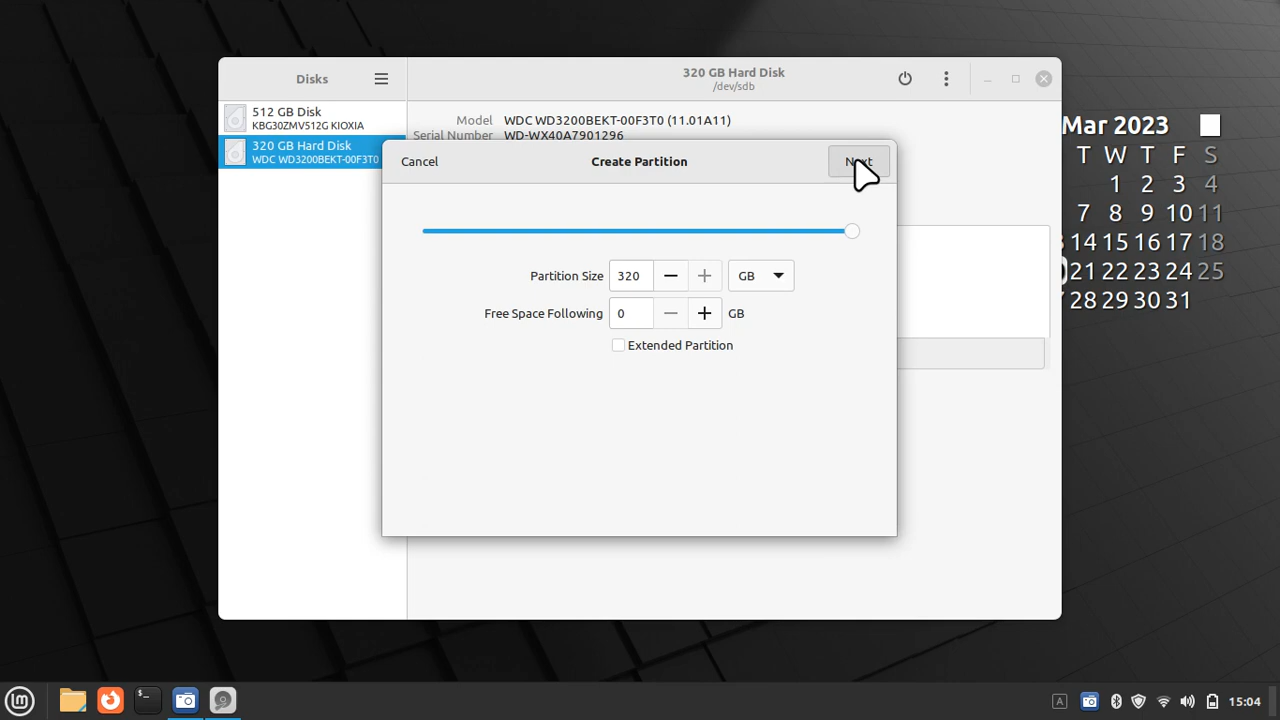 Disks
320 GB Hard Disk
/dev/sdb
512 GB Disk
KBG30ZMV512G KIOXIA
320 GB Hard Disk
WDC WD3200BEKT-00F3T0
Model WDC WD3200BEKT-00F3T0 (11.01A11)
Serial Number WD-WX40A7901296
Cancel
Create Partition
Next
Partition Size 320 GB
Free Space Following 0 GB
Extended Partition
Mar 2023
T W T F S
1 2 3 4
7 8 9 10 11
14 15 16 17 18
21 22 23 24 25
28 29 30 31
lm
A
15:04